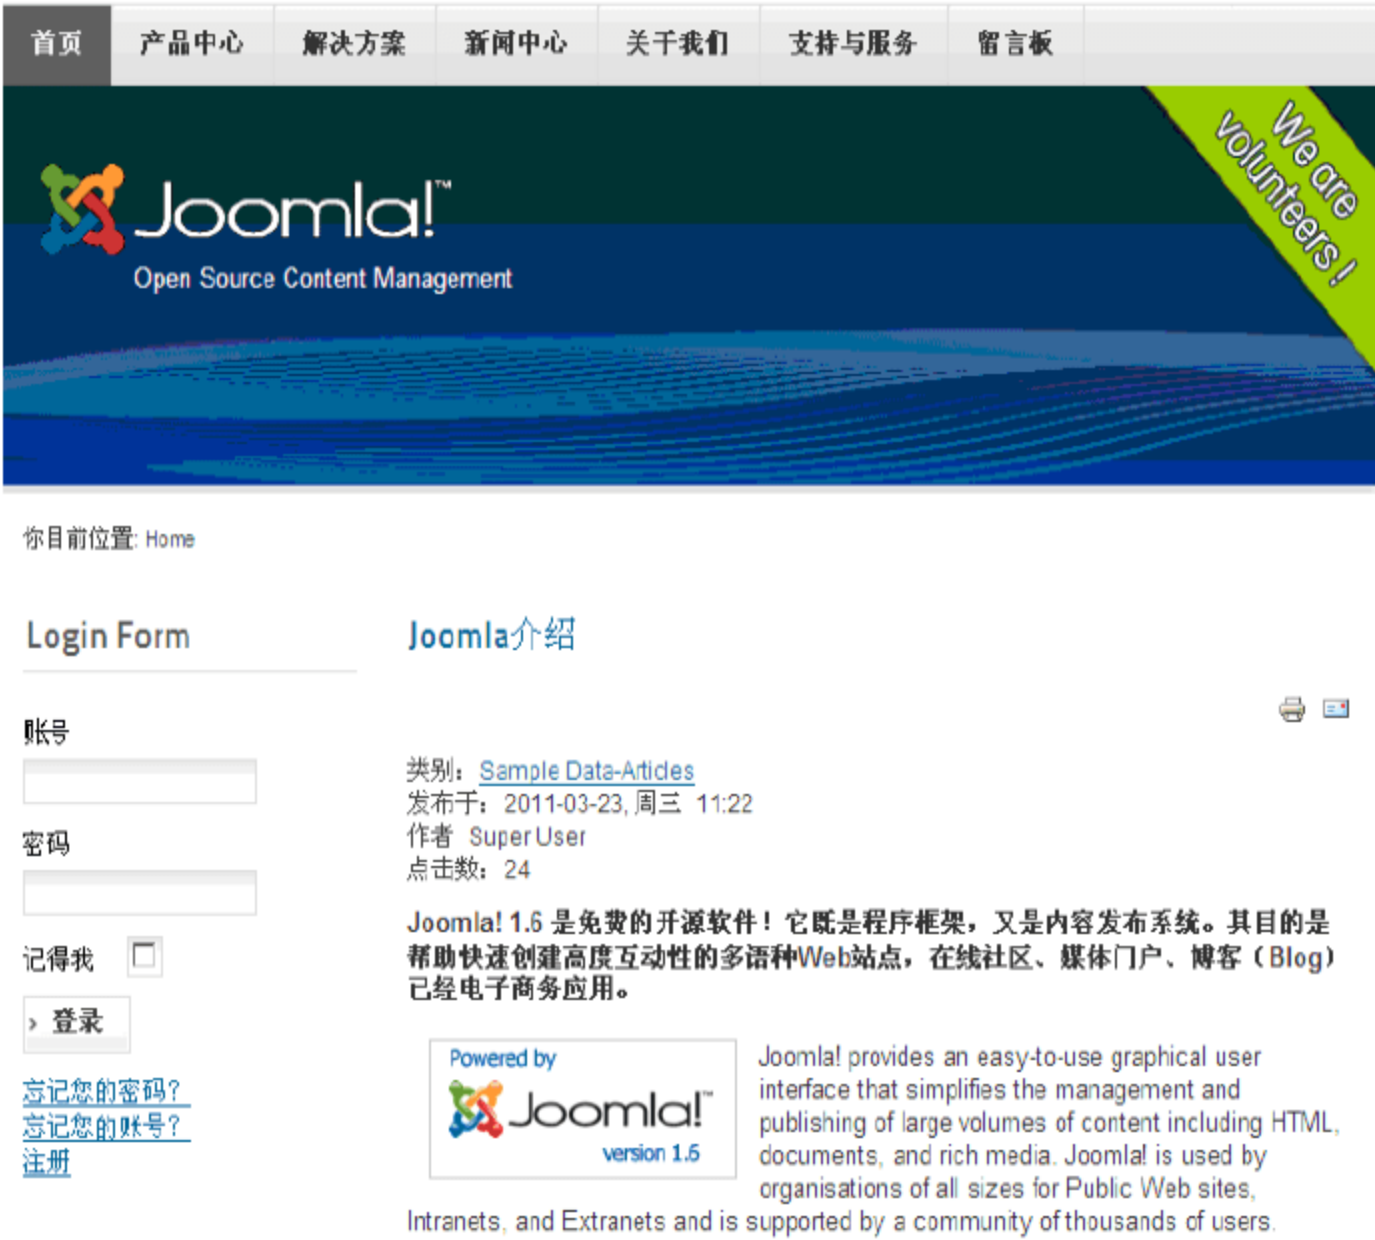 首页 产品中心 解决方案 新闻中心 关于我们 支持与服务 留言板
We are
volunteers!
Joomla!™
Open Source Content Management
你目前位置: Home
Login Form
账号
密码
记得我
› 登录
忘记您的密码?
忘记您的账号?
注册
Joomla介绍
类别: Sample Data-Articles
发布于: 2011-03-23, 周三 11:22
作者 Super User
点击数: 24
Joomla! 1.6 是免费的开源软件！它既是程序框架，又是内容发布系统。其目的是
帮助快速创建高度互动性的多语种Web站点，在线社区、媒体门户、博客（Blog）
已经电子商务应用。
Powered by
Joomla!™
version 1.6
Joomla! provides an easy-to-use graphical user
interface that simplifies the management and
publishing of large volumes of content including HTML,
documents, and rich media. Joomla! is used by
organisations of all sizes for Public Web sites,
Intranets, and Extranets and is supported by a community of thousands of users.